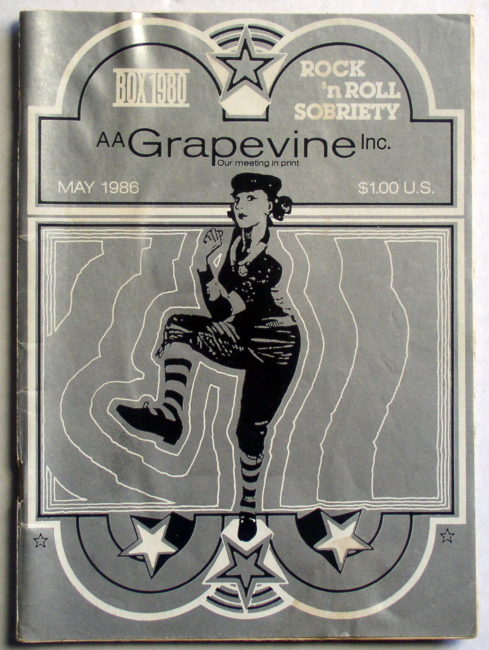 BOX 1980
ROCK
'n ROLL
SOBRIETY
AA Grapevine Inc.
Our meeting in print
MAY 1986
$1.00 U.S.